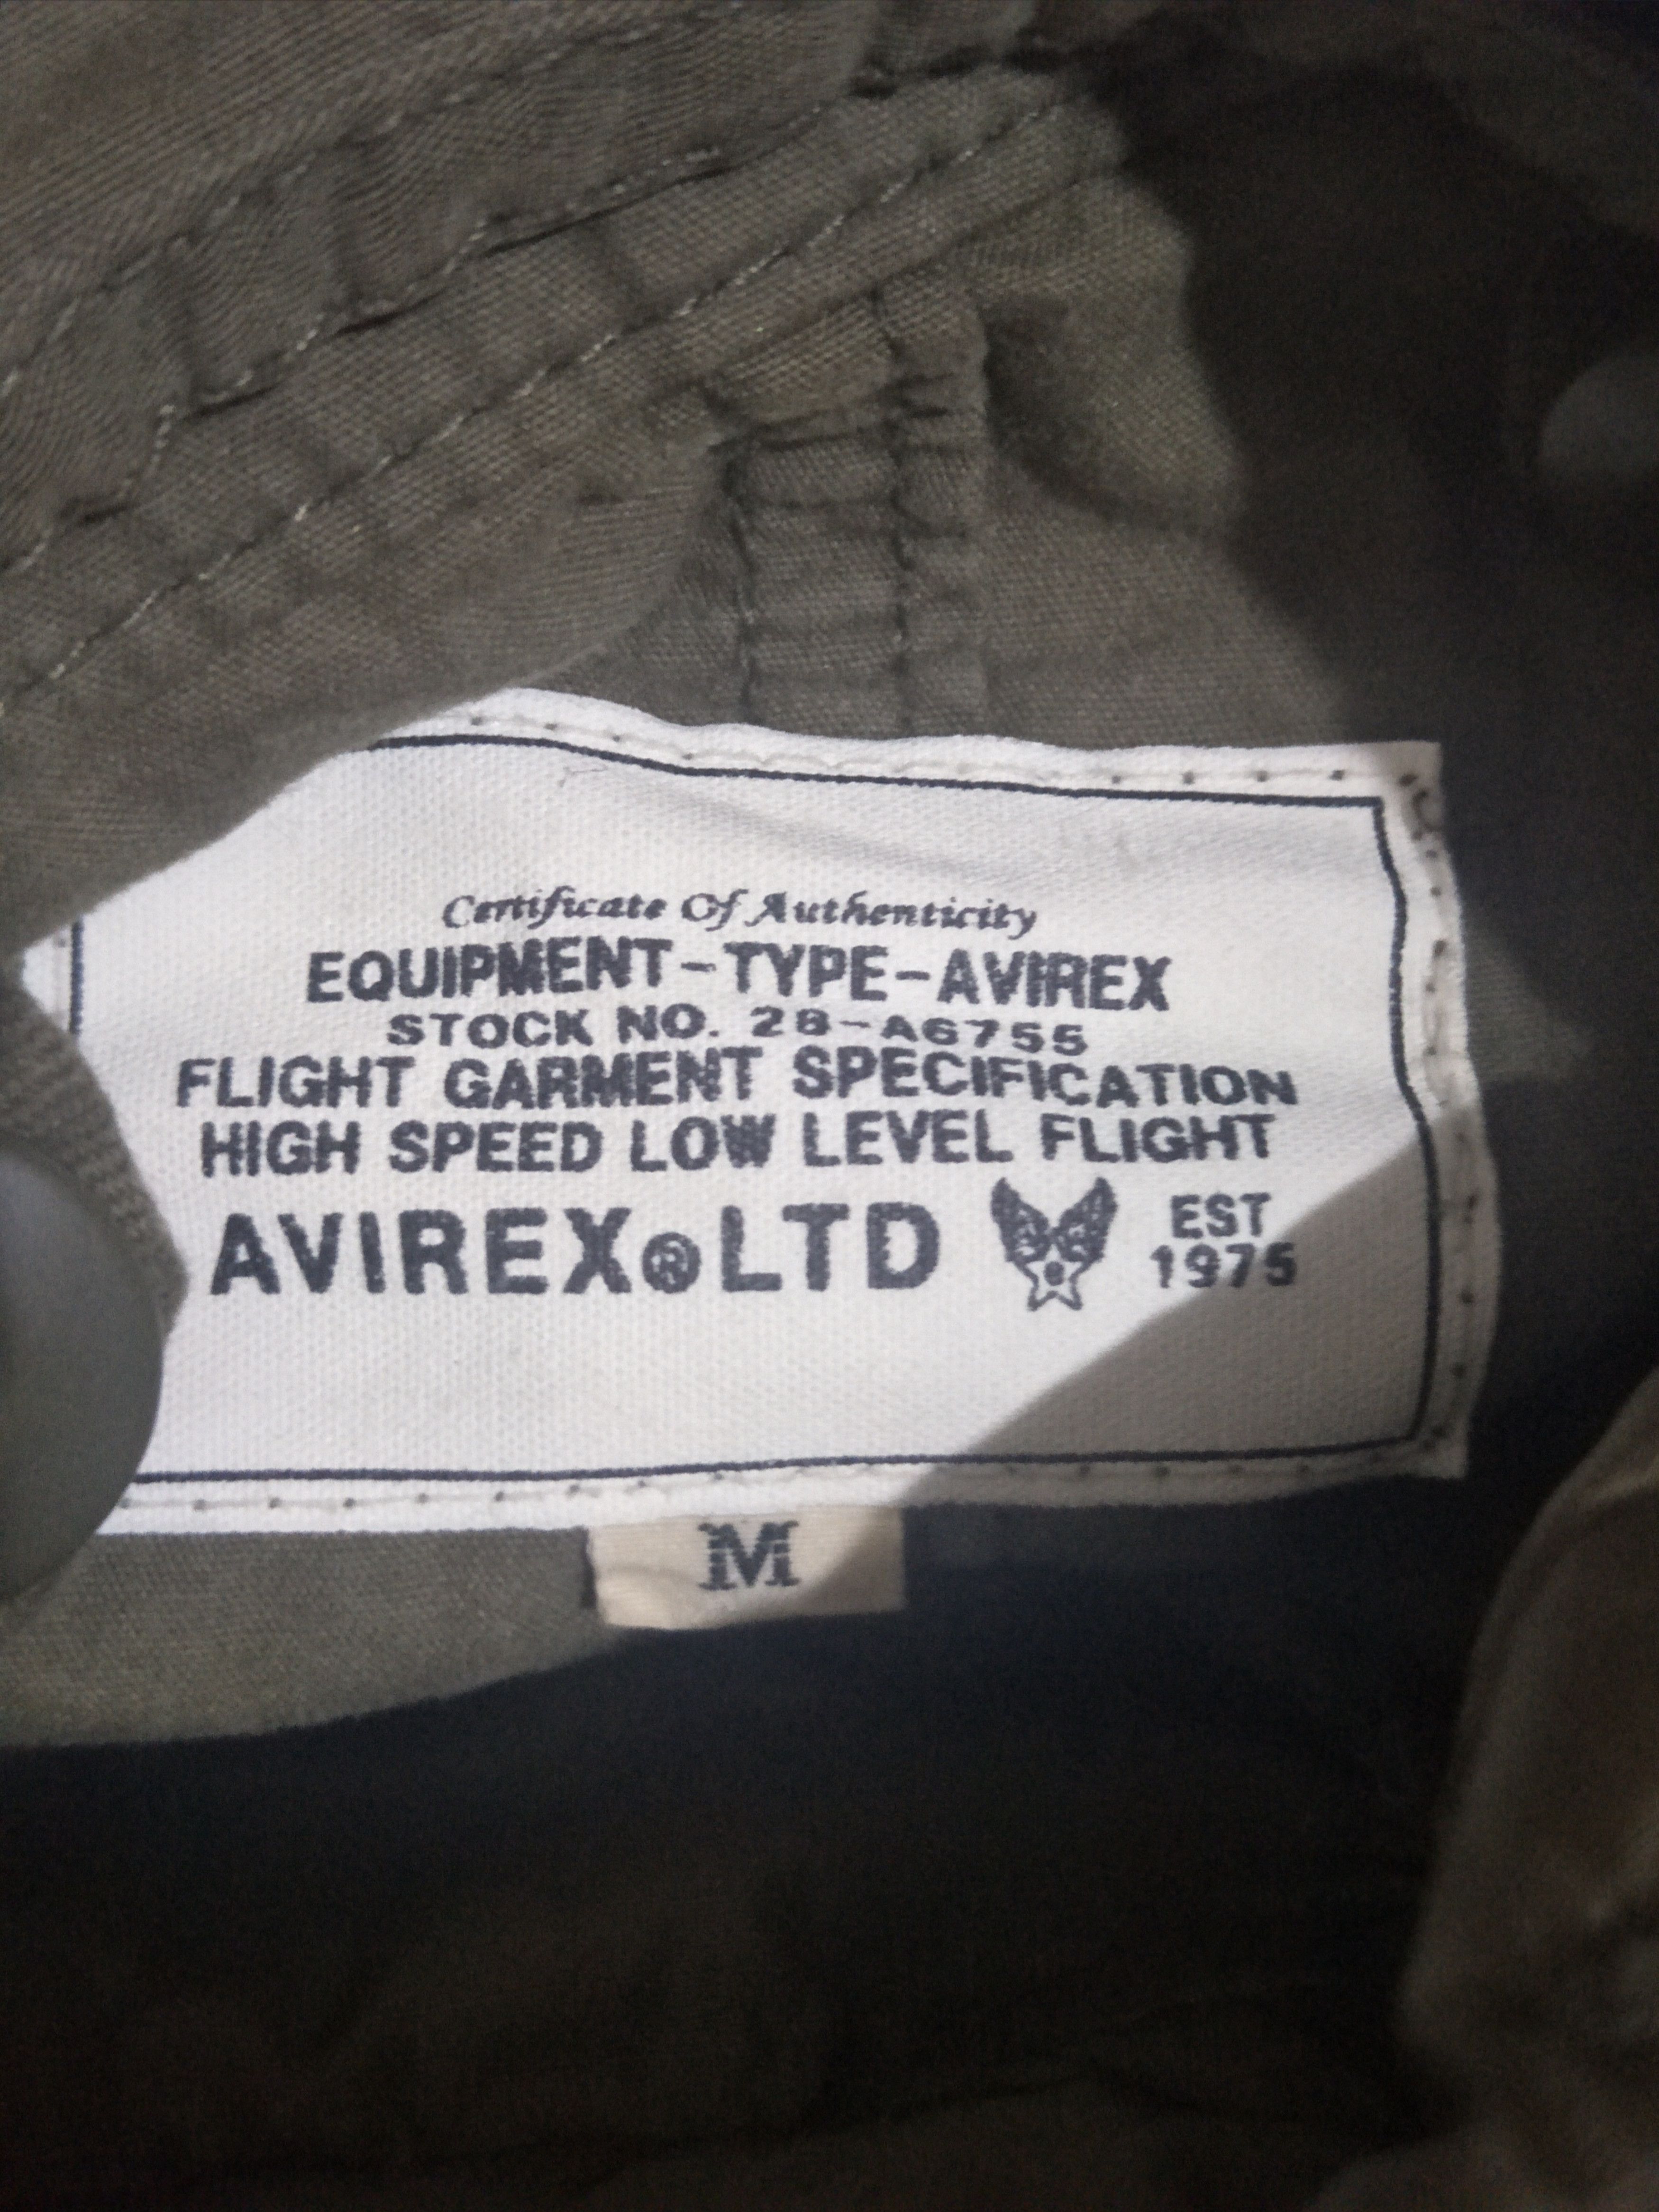 Certificate Of Authenticity
EQUIPMENT-TYPE-AVIREX
STOCK NO. 28-A6755
FLIGHT GARMENT SPECIFICATION
HIGH SPEED LOW LEVEL FLIGHT
AVIREX®LTD EST 1975
M